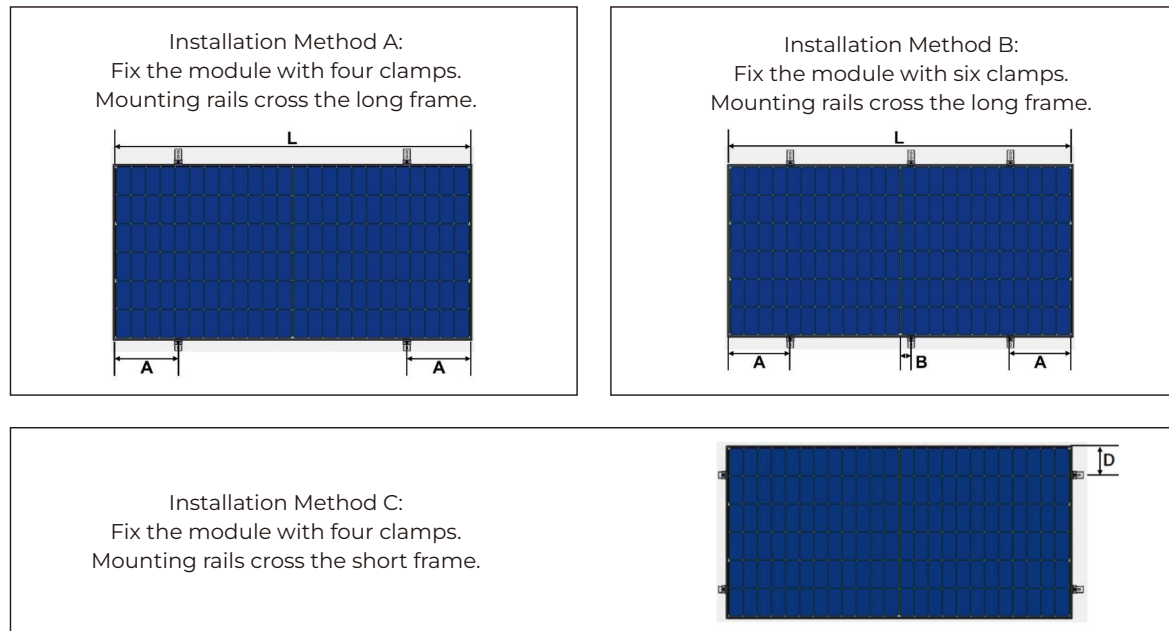 Installation Method A:
Fix the module with four clamps.
Mounting rails cross the long frame.
L
A
A
Installation Method B:
Fix the module with six clamps.
Mounting rails cross the long frame.
L
A
B
A
Installation Method C:
Fix the module with four clamps.
Mounting rails cross the short frame.
D